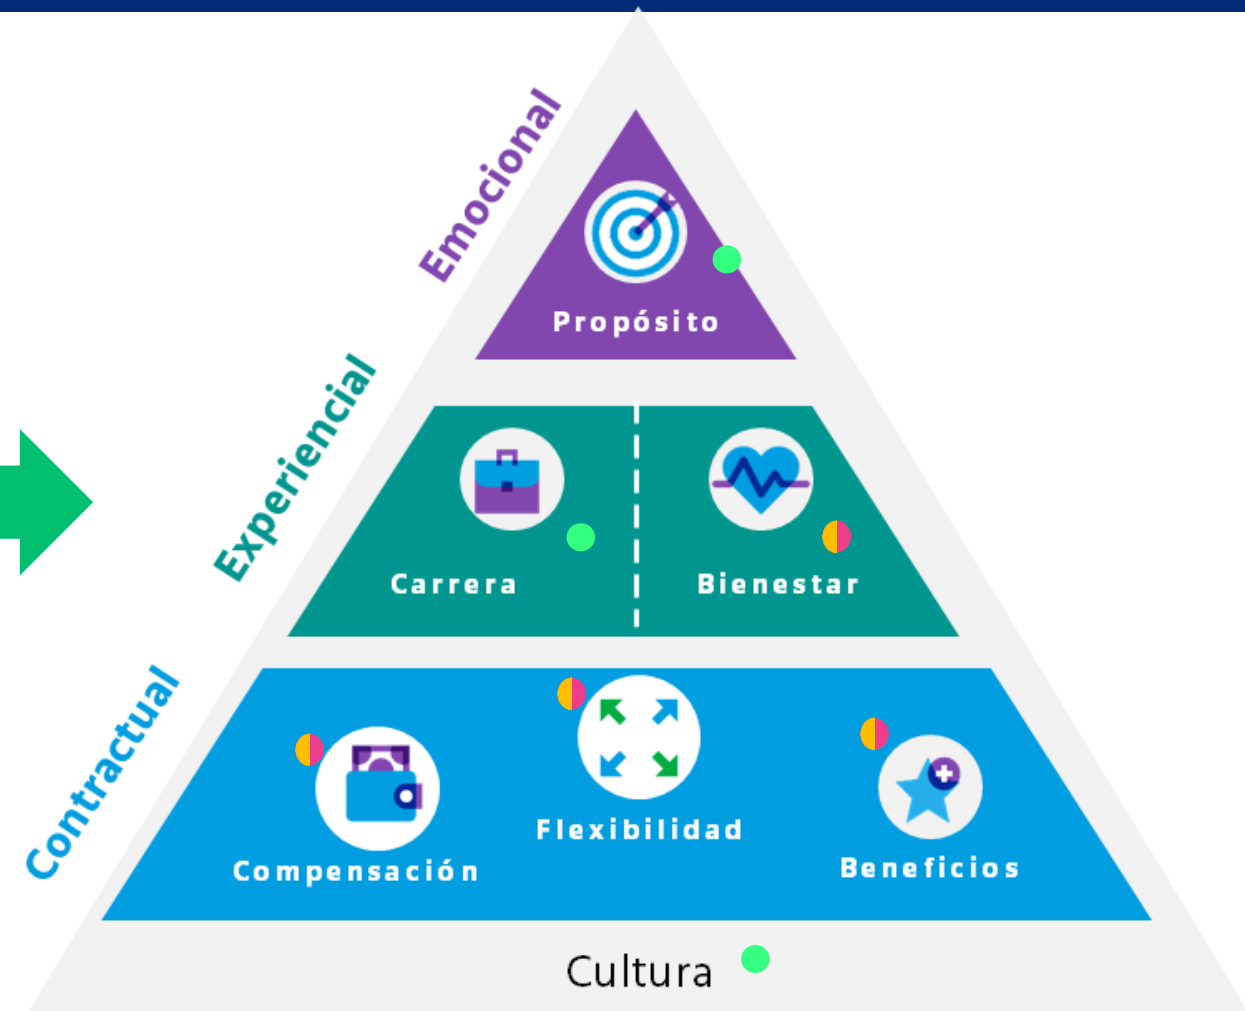 Emocional
Propósito
Experiencial
Carrera
Bienestar
Contractual
Compensación
Flexibilidad
Beneficios
Cultura